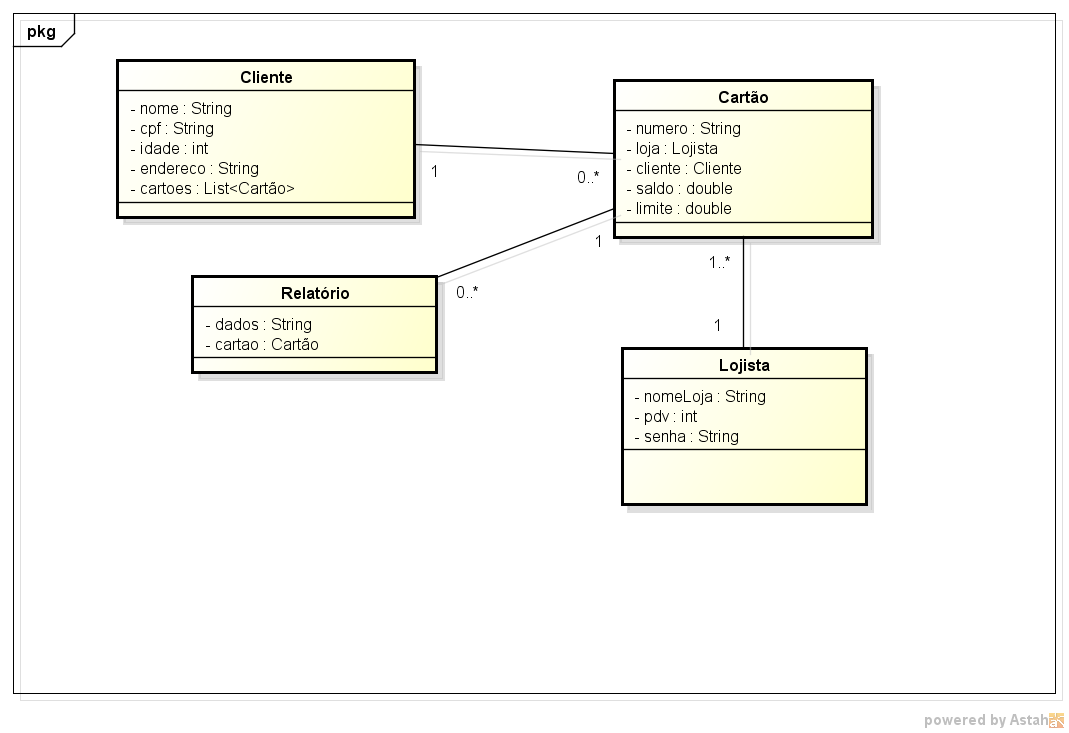 pkg
Cliente
- nome : String
- cpf : String
- idade : int
- endereco : String
- cartoes : List<Cartão>
Cartão
- numero : String
- loja : Lojista
- cliente : Cliente
- saldo : double
- limite : double
1
0..*
1
0..*
Relatório
- dados : String
- cartao : Cartão
1..*
1
Lojista
- nomeLoja : String
- pdv : int
- senha : String
powered by Astah